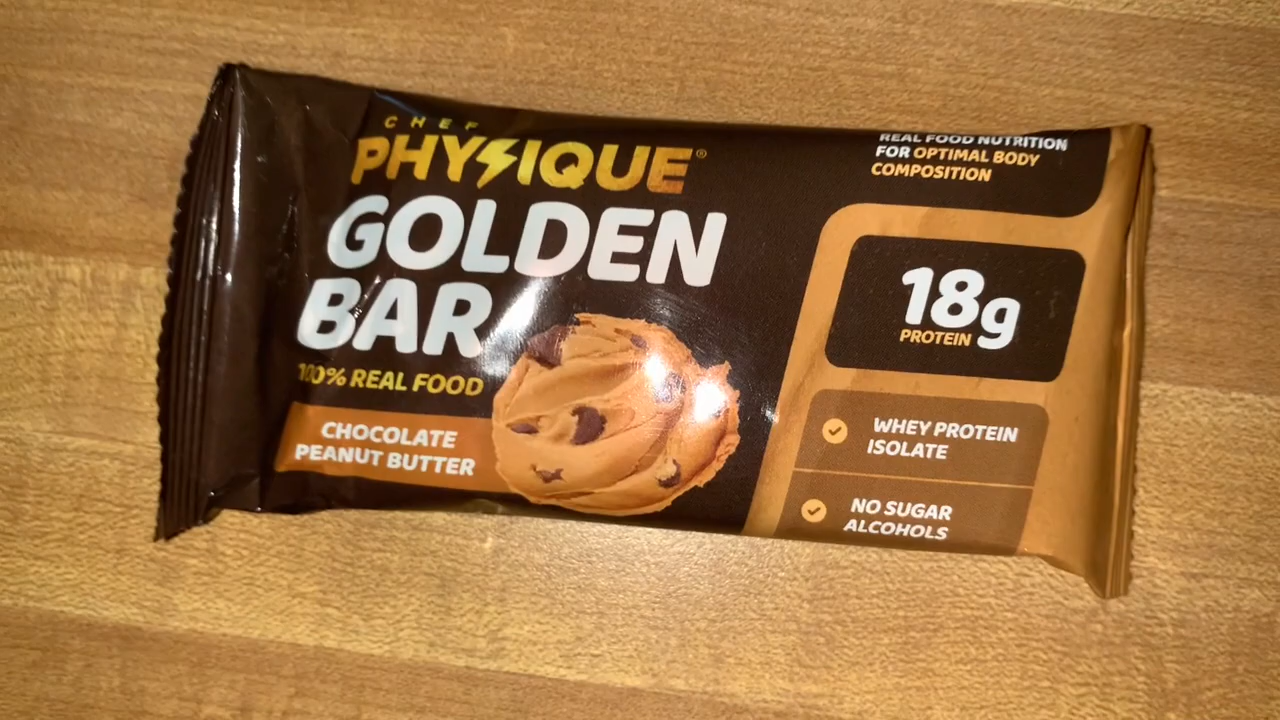 CHEF
PHYSIQUE®
GOLDEN
BAR
100% REAL FOOD
CHOCOLATE
PEANUT BUTTER
REAL FOOD NUTRITION
FOR OPTIMAL BODY
COMPOSITION
18g
PROTEIN
WHEY PROTEIN
ISOLATE
NO SUGAR
ALCOHOLS